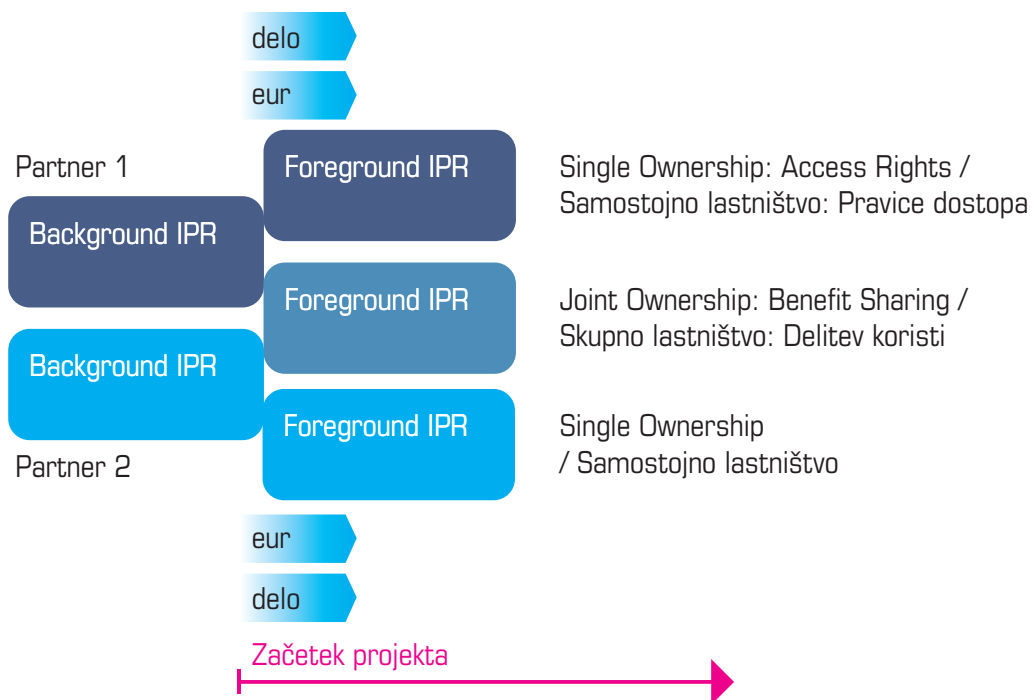 delo
eur
Partner 1
Foreground IPR
Single Ownership: Access Rights /
Samostojno lastništvo: Pravice dostopa
Background IPR
Foreground IPR
Joint Ownership: Benefit Sharing /
Skupno lastništvo: Delitev koristi
Background IPR
Foreground IPR
Single Ownership
/ Samostojno lastništvo
Partner 2
eur
delo
Začetek projekta